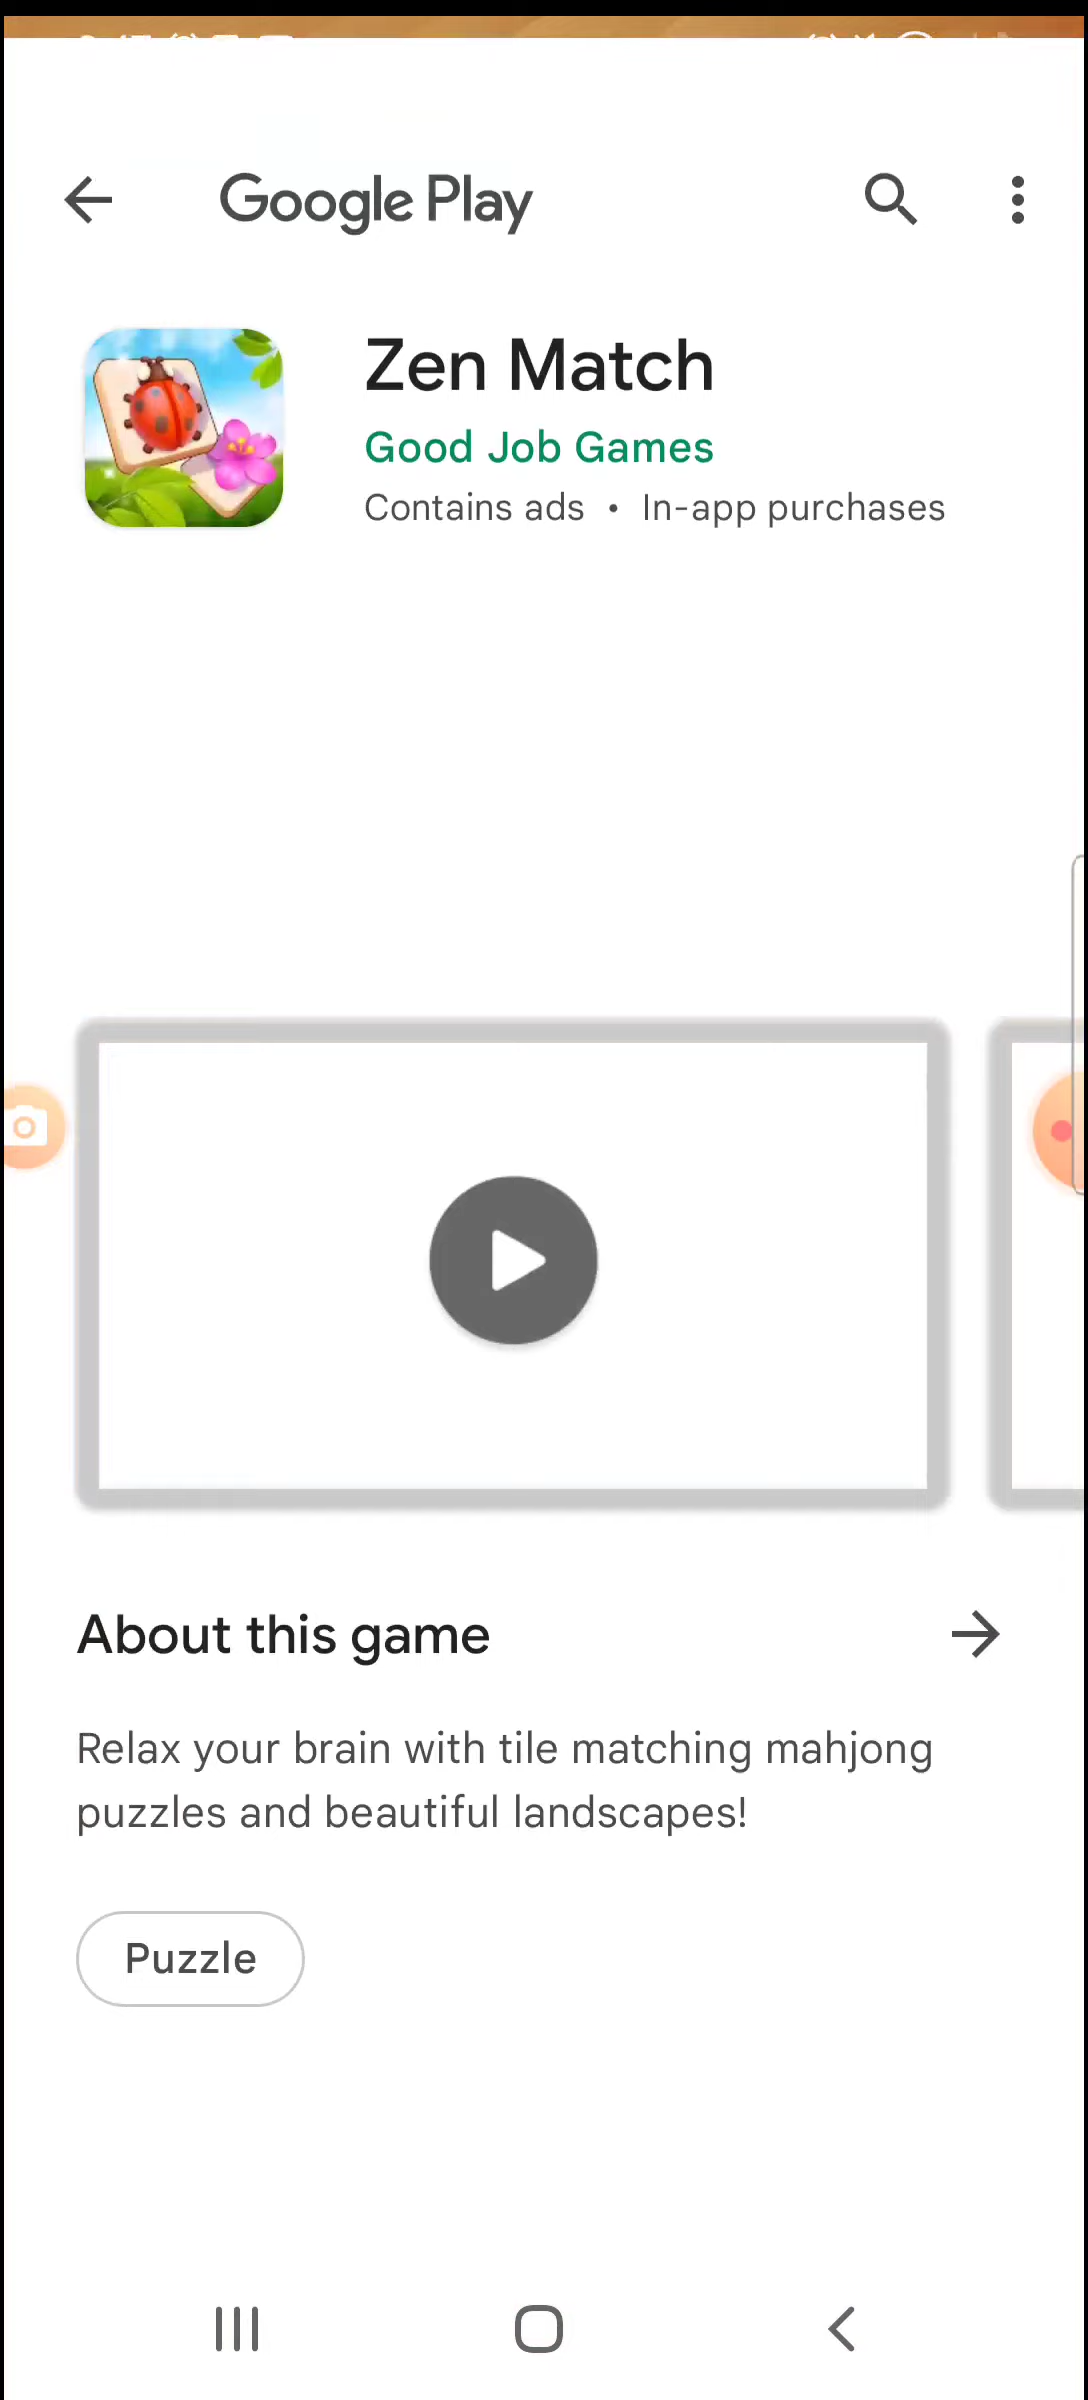 Google Play
Zen Match
Good Job Games
Contains ads • In-app purchases
About this game
Relax your brain with tile matching mahjong
puzzles and beautiful landscapes!
Puzzle